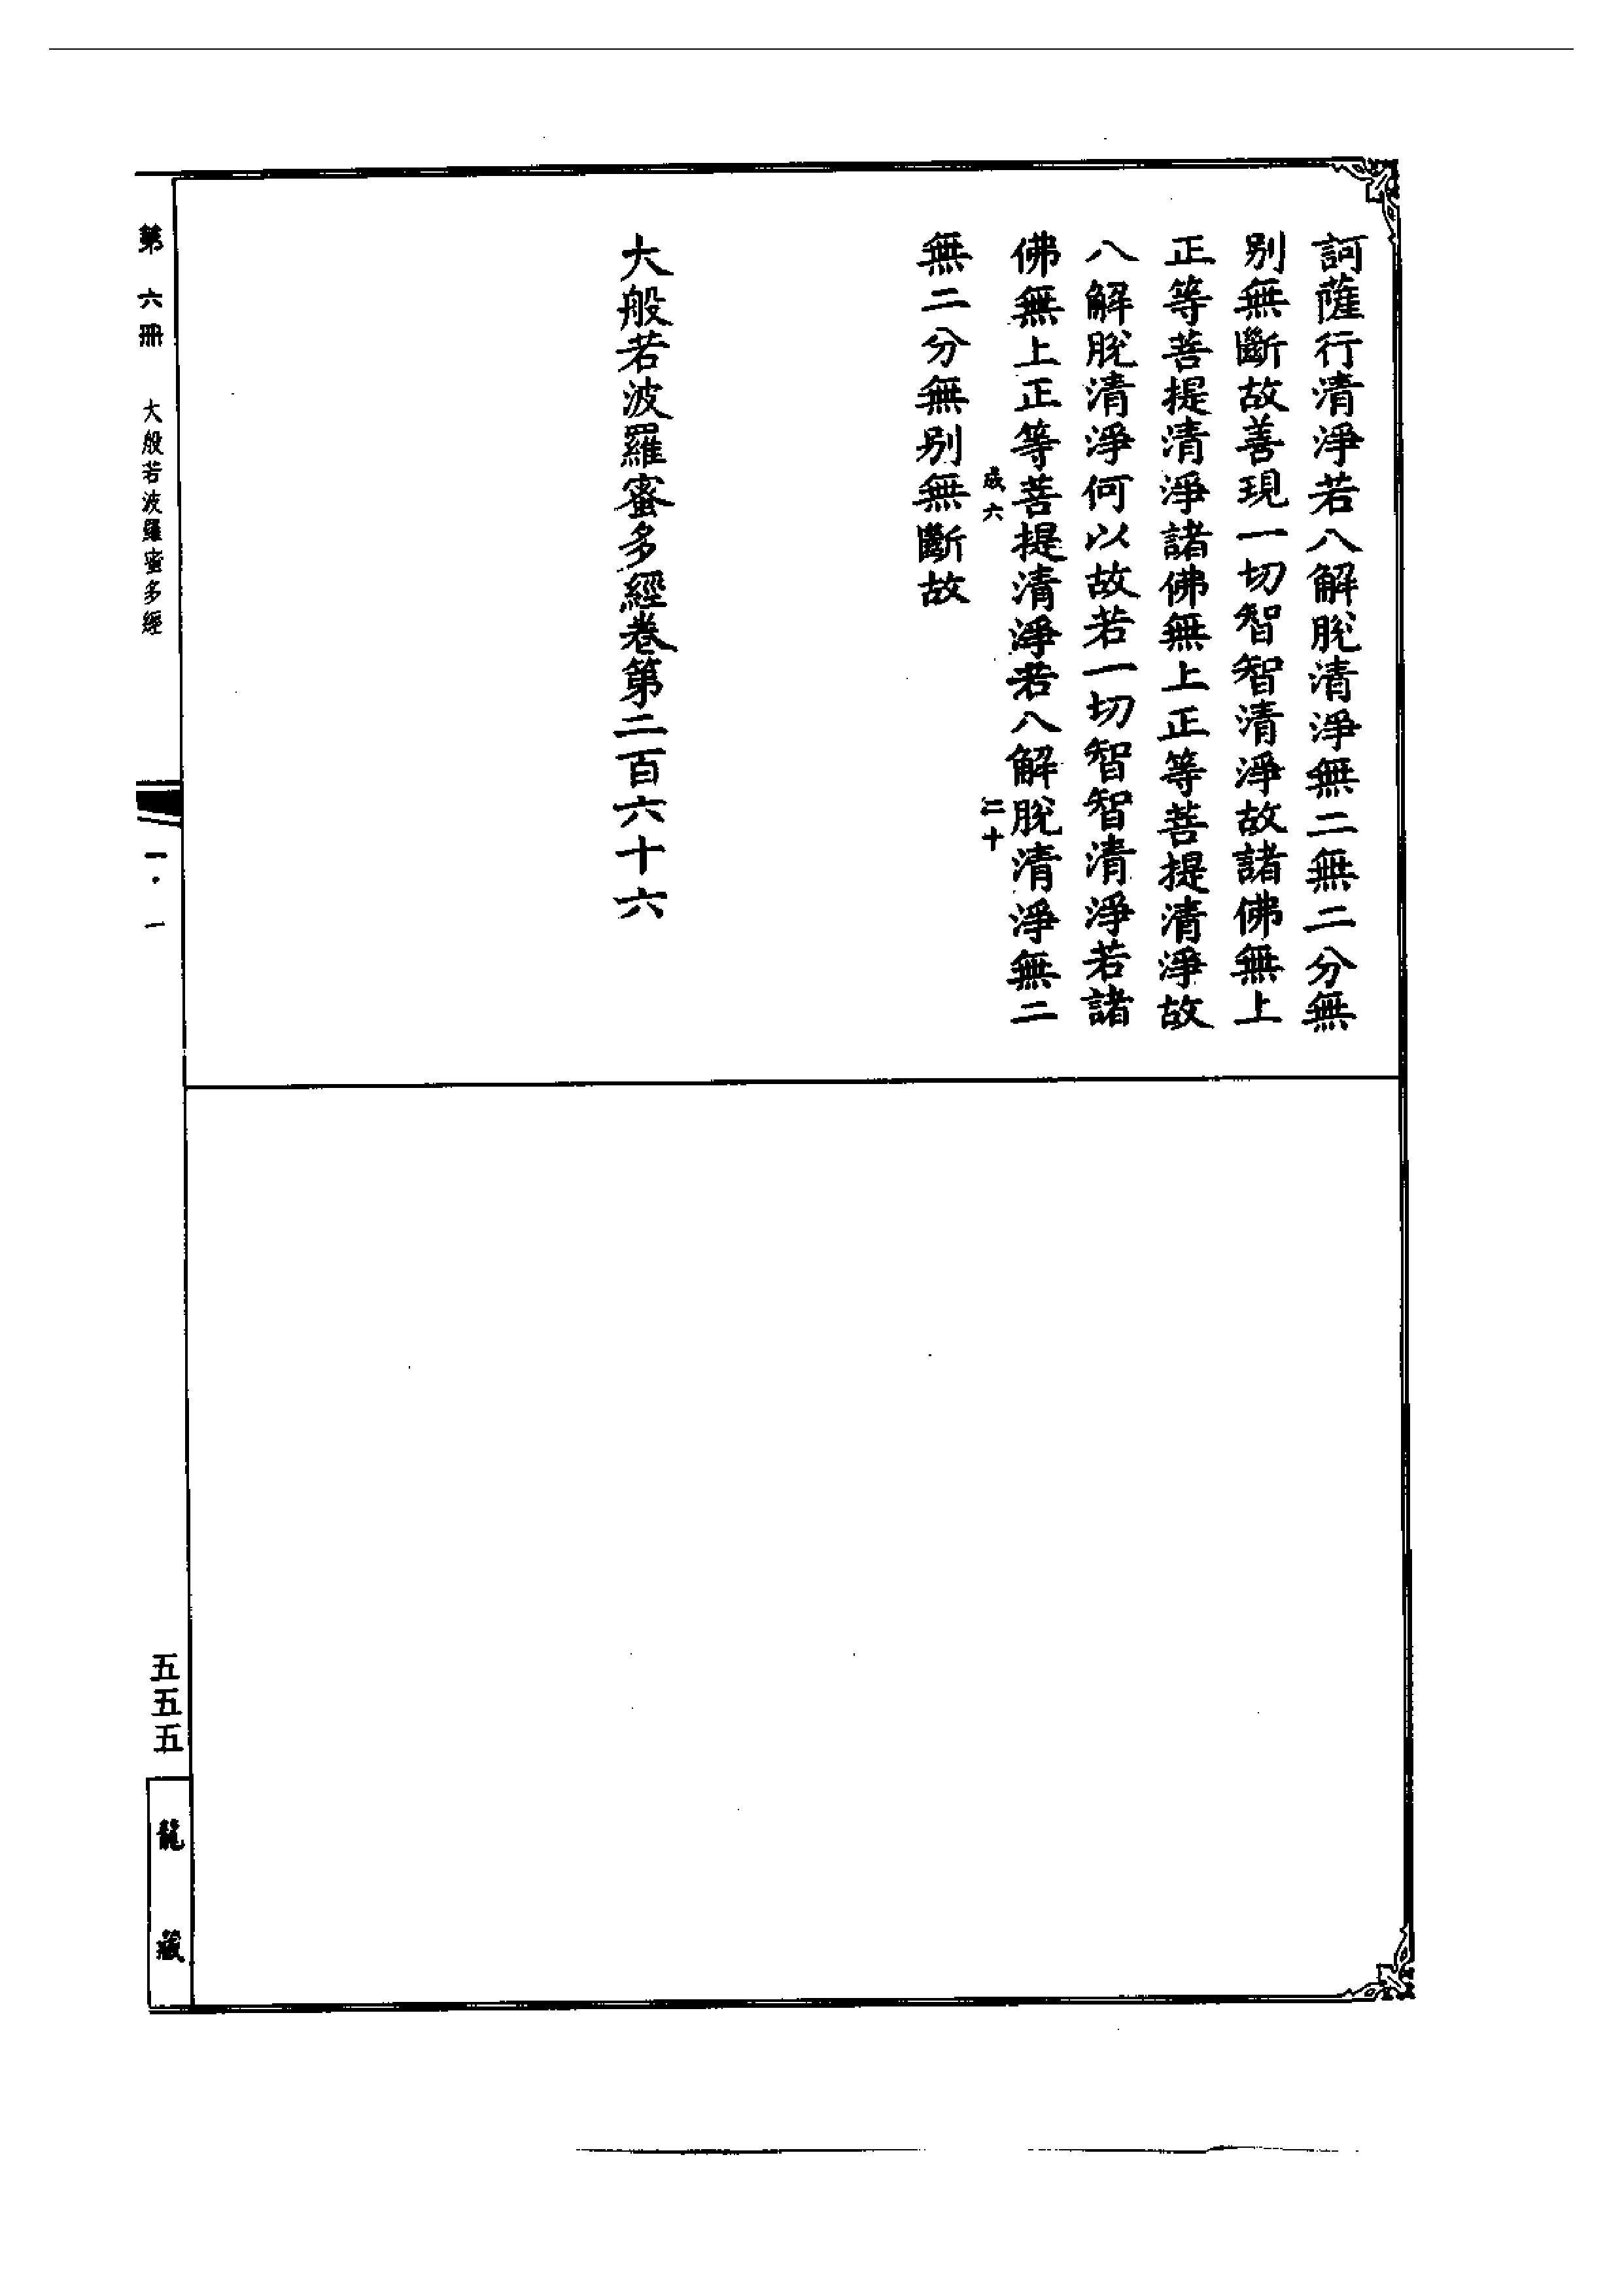 訶薩行清淨若八解脫清淨無二無二分無
別無斷故善現一切智智清淨故諸佛無上
正等菩提清淨諸佛無上正等菩提清淨故
八解脫清淨何以故若一切智智清淨若諸
佛無上正等菩提清淨若八解脫清淨無二
六
二十
無二分無別無斷故
大般若波羅蜜多經卷第二百六十六
第六冊 大般若波羅蜜多經
一・一
五五五
龍藏